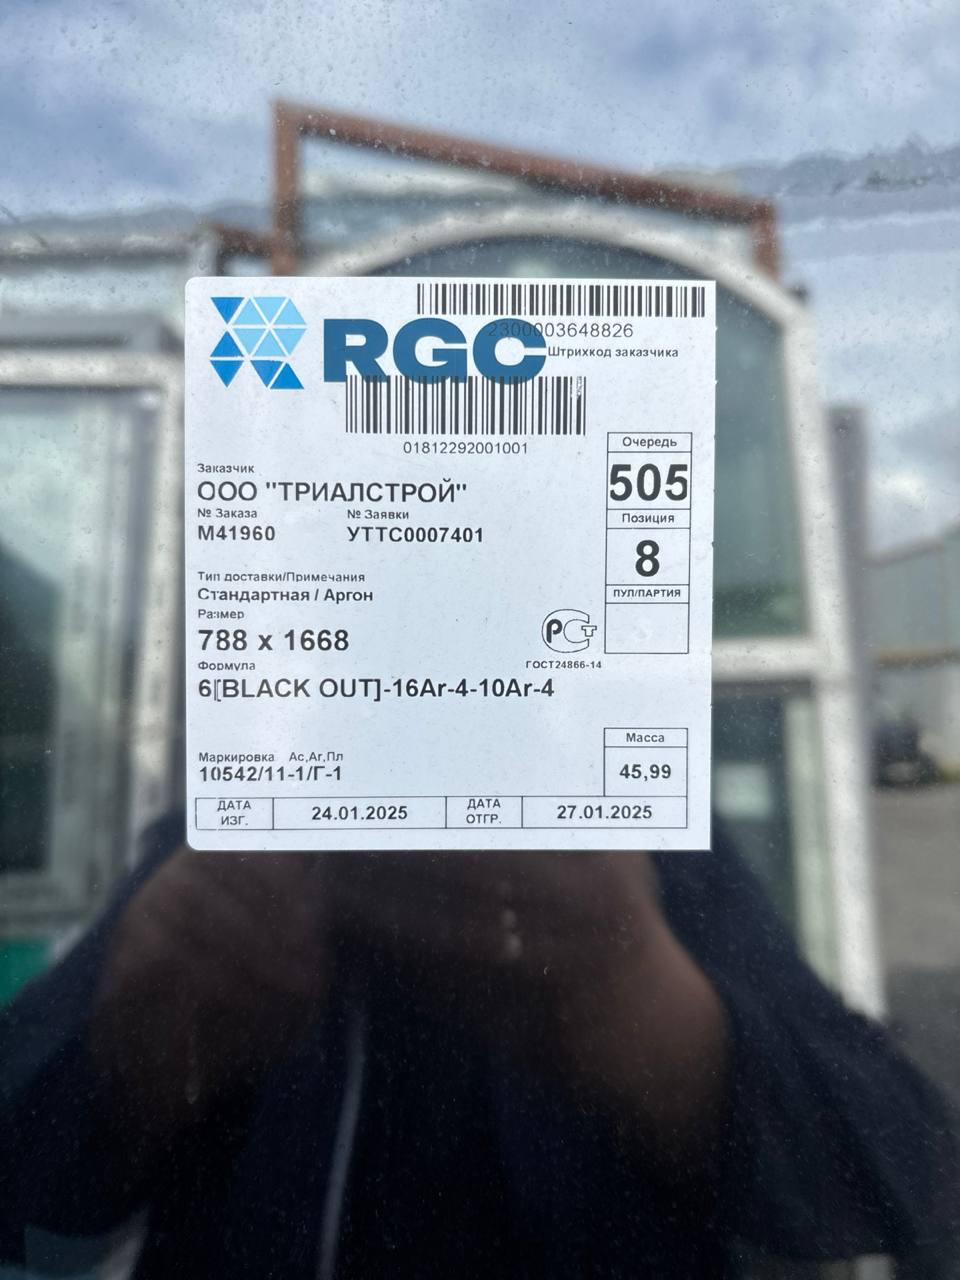 2300003648826
RGC
Штрихкод заказчика
01812292001001
Очередь
505
Заказчик
ООО "ТРИАЛСТРОЙ"
№ Заказа № Заявки
М41960 УТТС0007401
Позиция
8
Тип доставки/Примечания
Стандартная / Аргон
ПУЛ/ПАРТИЯ
Размер
788 x 1668
РСТ
ГОСТ24866-14
Формула
6[BLACK OUT]-16Ar-4-10Ar-4
Масса
45,99
Маркировка Ас,Аг,Пл
10542/11-1/Г-1
ДАТА ИЗГ. 24.01.2025 ДАТА ОТГР. 27.01.2025